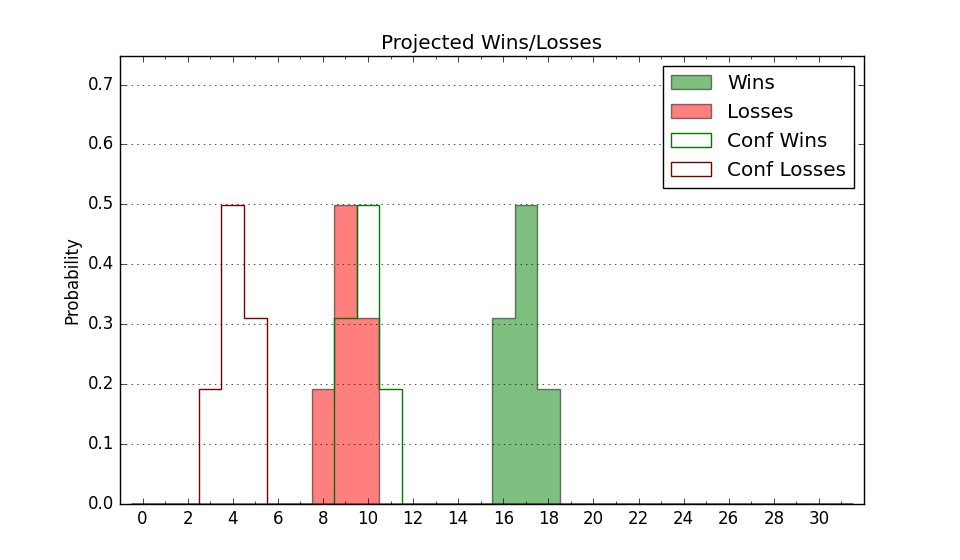 Projected Wins/Losses
Wins
Losses
Conf Wins
Conf Losses
Probability
0.7
0.6
0.5
0.4
0.3
0.2
0.1
0.0
0 2 4 6 8 10 12 14 16 18 20 22 24 26 28 30